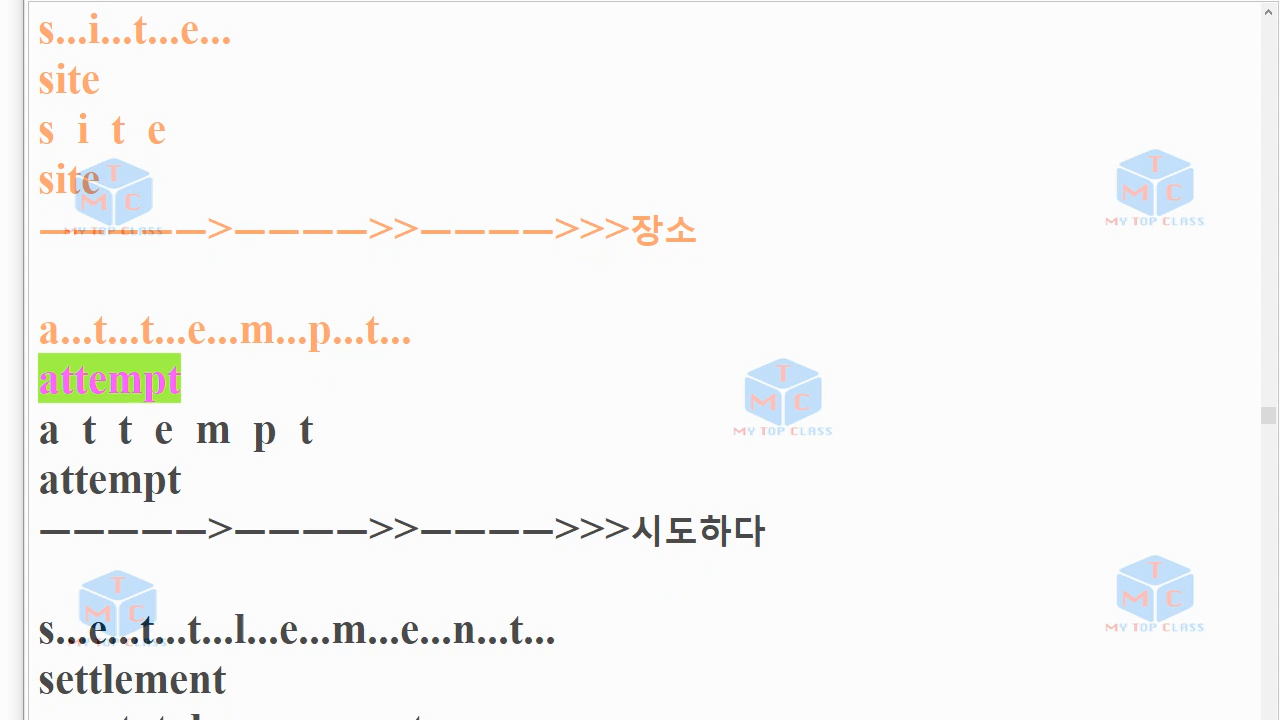 s...i...t...e...
site
s i t e
site
—————>————>>————>>>장소
a...t...t...e...m...p...t...
attempt
a t t e m p t
attempt
—————>————>>————>>>시도하다
s...e...t...t...l...e...m...e...n...t...
settlement
T
M C
MY TOP CLASS
T
M C
MY TOP CLASS
T
M C
MY TOP CLASS
T
M C
MY TOP CLASS
T
M C
MY TOP CLASS